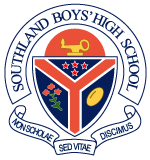 SOUTHLAND BOYS' HIGH SCHOOL
NON SCHOLAE
SED VITAE
DISCIMUS